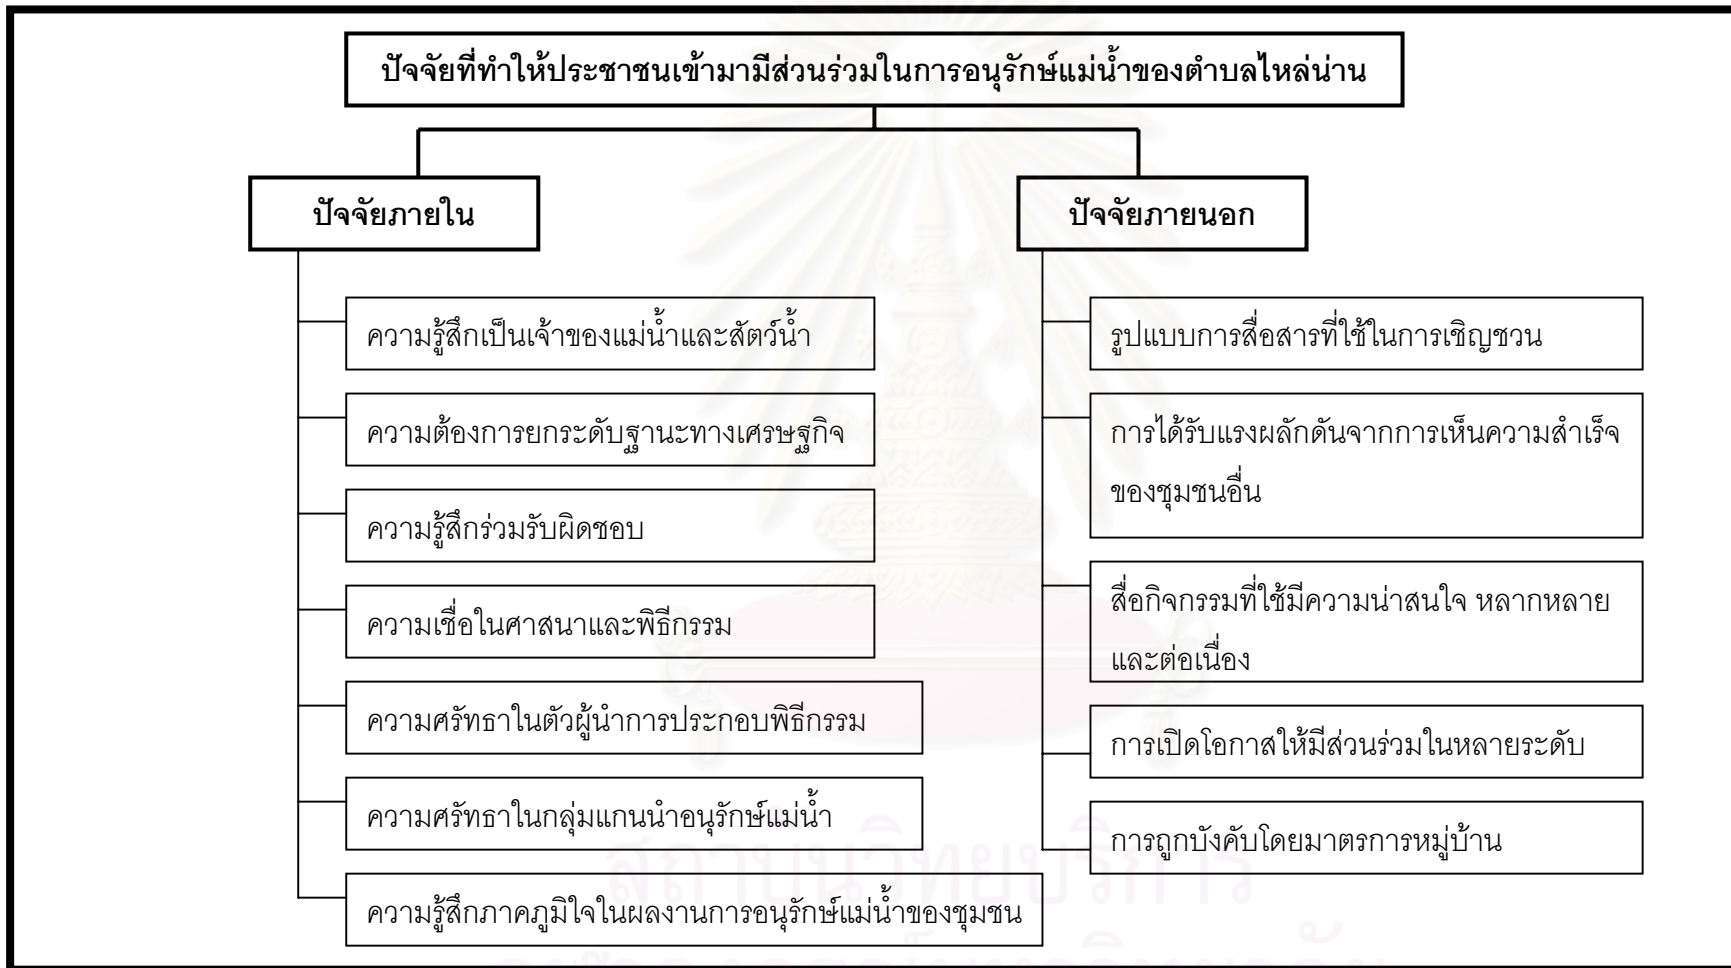 ปัจจัยที่ทำให้ประชาชนเข้ามามีส่วนร่วมในการอนุรักษ์แม่น้ำของตำบลไหล่น่าน
ปัจจัยภายใน
ความรู้สึกเป็นเจ้าของแม่น้ำและสัตว์น้ำ
ความต้องการยกระดับฐานะทางเศรษฐกิจ
ความรู้สึกร่วมรับผิดชอบ
ความเชื่อในศาสนาและพิธีกรรม
ความศรัทธาในตัวผู้นำการประกอบพิธีกรรม
ความศรัทธาในกลุ่มแกนนำอนุรักษ์แม่น้ำ
ความรู้สึกภาคภูมิใจในผลงานการอนุรักษ์แม่น้ำของชุมชน
ปัจจัยภายนอก
รูปแบบการสื่อสารที่ใช้ในการเชิญชวน
การได้รับแรงผลักดันจากการเห็นความสำเร็จ
ของชุมชนอื่น
สื่อกิจกรรมที่ใช้มีความน่าสนใจ หลากหลาย
และต่อเนื่อง
การเปิดโอกาสให้มีส่วนร่วมในหลายระดับ
การถูกบังคับโดยมาตรการหมู่บ้าน
สถาบันวิทยบริการ